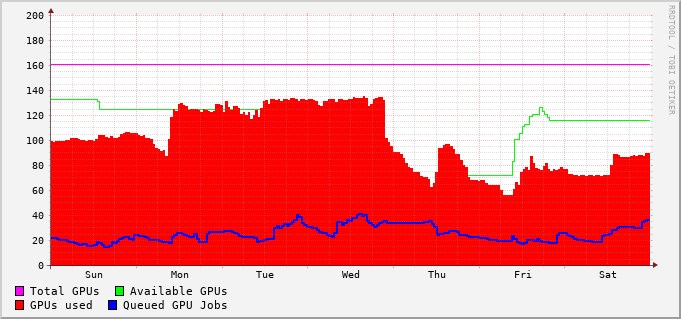 200
180
160
140
120
100
80
60
40
20
0
Sun Mon Tue Wed Thu Fri Sat
Total GPUs Available GPUs
GPUs used Queued GPU Jobs
RRDTOOL / TOBI OETIKER